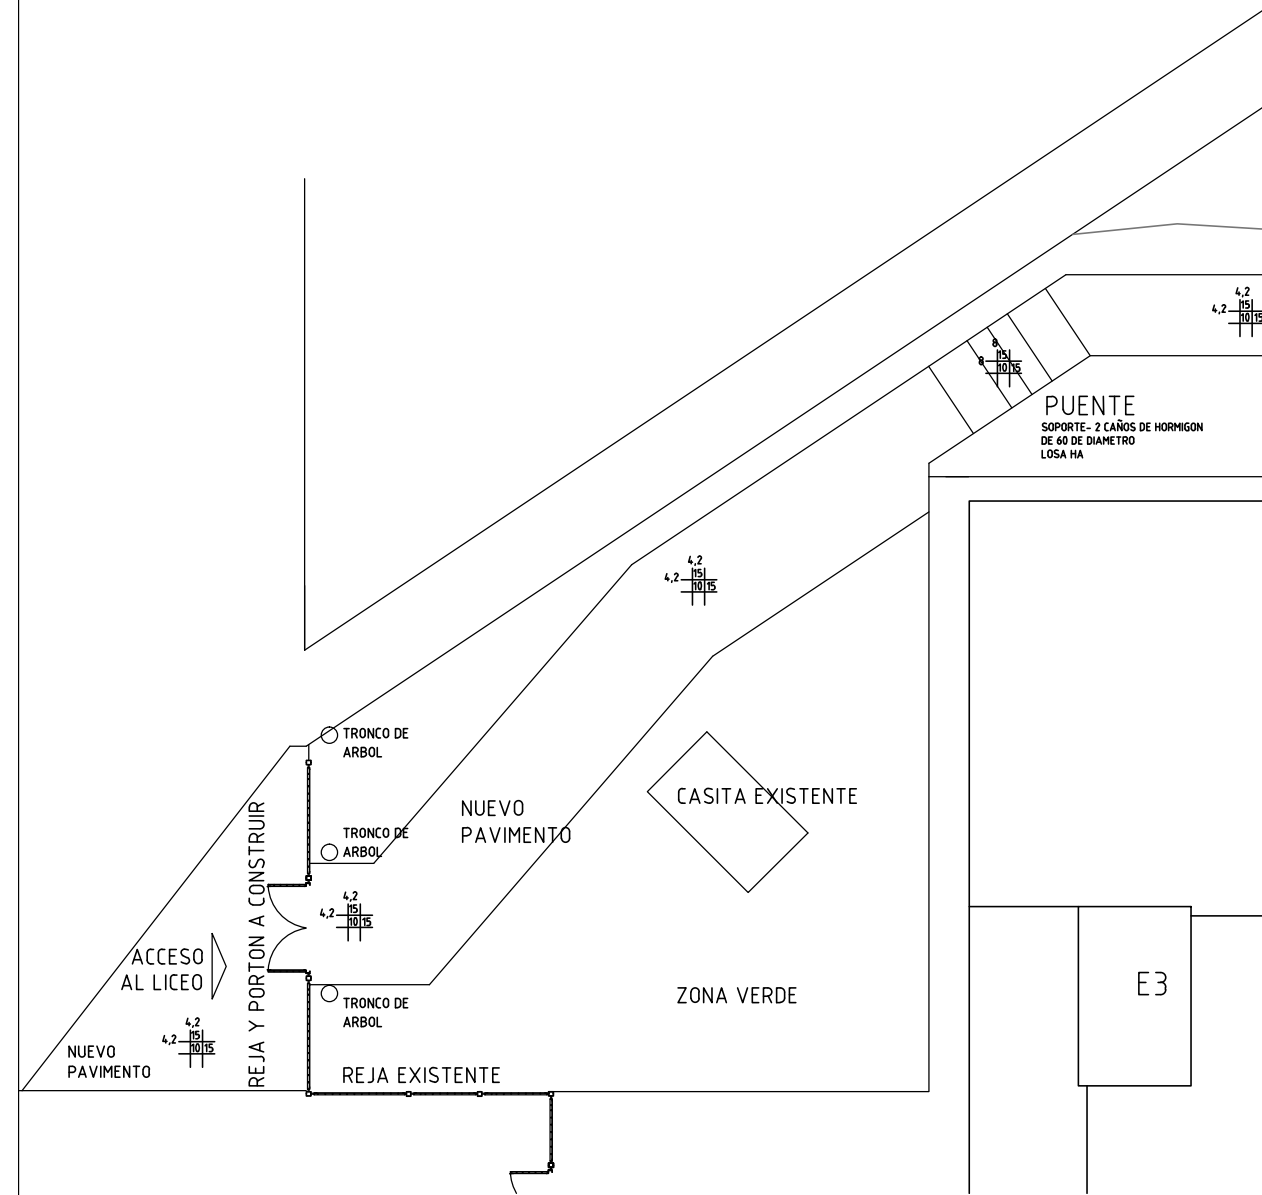 4,2
15
4,2
10 15
8
15
8
10 15
PUENTE
SOPORTE- 2 CAÑOS DE HORMIGON
DE 60 DE DIAMETRO
LOSA HA
4,2
15
4,2
10 15
TRONCO DE
ARBOL
CASITA EXISTENTE
NUEVO
PAVIMENTO
TRONCO DE
ARBOL
REJA Y PORTON A CONSTRUIR
4,2
15
4,2
10 15
ACCESO
AL LICEO
E3
ZONA VERDE
TRONCO DE
ARBOL
4,2
15
4,2
10 15
NUEVO
PAVIMENTO
REJA EXISTENTE